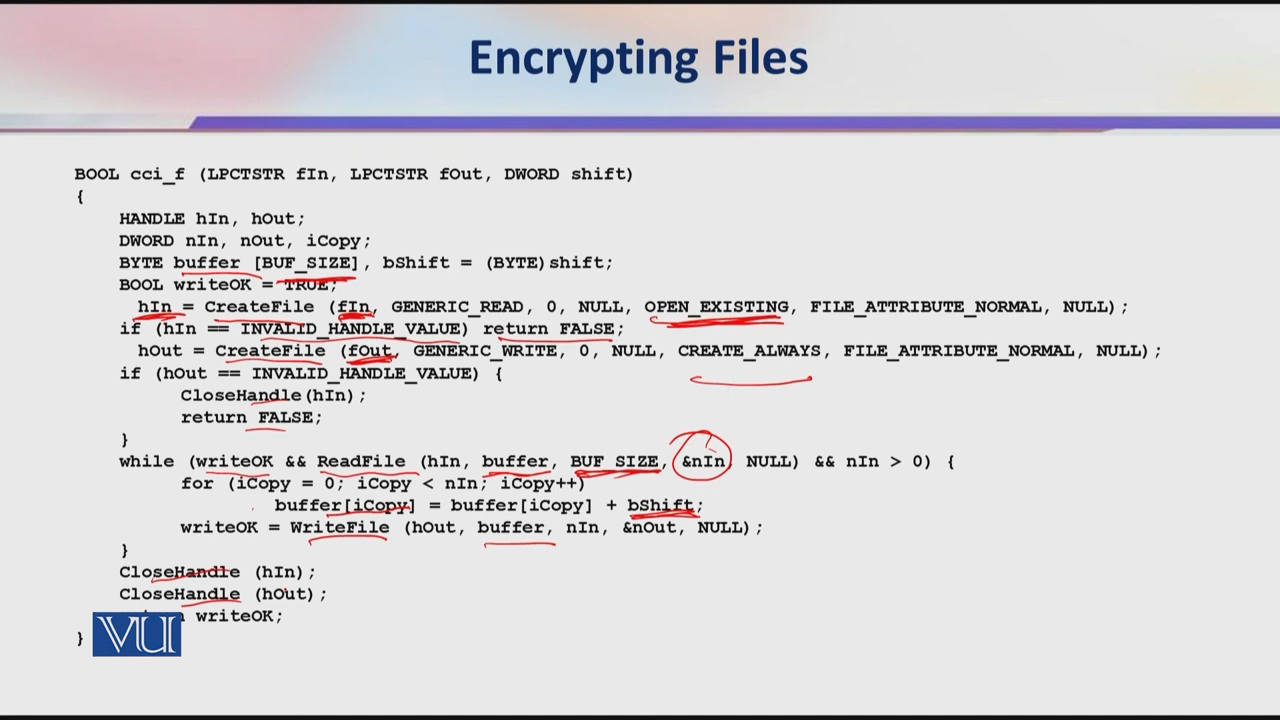 Encrypting Files
BOOL cci_f (LPCTSTR fIn, LPCTSTR fOut, DWORD shift)
{
HANDLE hIn, hOut;
DWORD nIn, nOut, iCopy;
BYTE buffer [BUF_SIZE], bShift = (BYTE)shift;
BOOL writeOK = TRUE;
hIn = CreateFile (fIn, GENERIC_READ, 0, NULL, OPEN_EXISTING, FILE_ATTRIBUTE_NORMAL, NULL);
if (hIn == INVALID_HANDLE_VALUE) return FALSE;
hOut = CreateFile (fOut, GENERIC_WRITE, 0, NULL, CREATE_ALWAYS, FILE_ATTRIBUTE_NORMAL, NULL);
if (hOut == INVALID_HANDLE_VALUE) {
CloseHandle(hIn);
return FALSE;
}
while (writeOK && ReadFile (hIn, buffer, BUF_SIZE, &nIn, NULL) && nIn > 0) {
for (iCopy = 0; iCopy < nIn; iCopy++)
buffer[iCopy] = buffer[iCopy] + bShift;
writeOK = WriteFile (hOut, buffer, nIn, &nOut, NULL);
}
CloseHandle (hIn);
CloseHandle (hOut);
writeOK;
}
VU